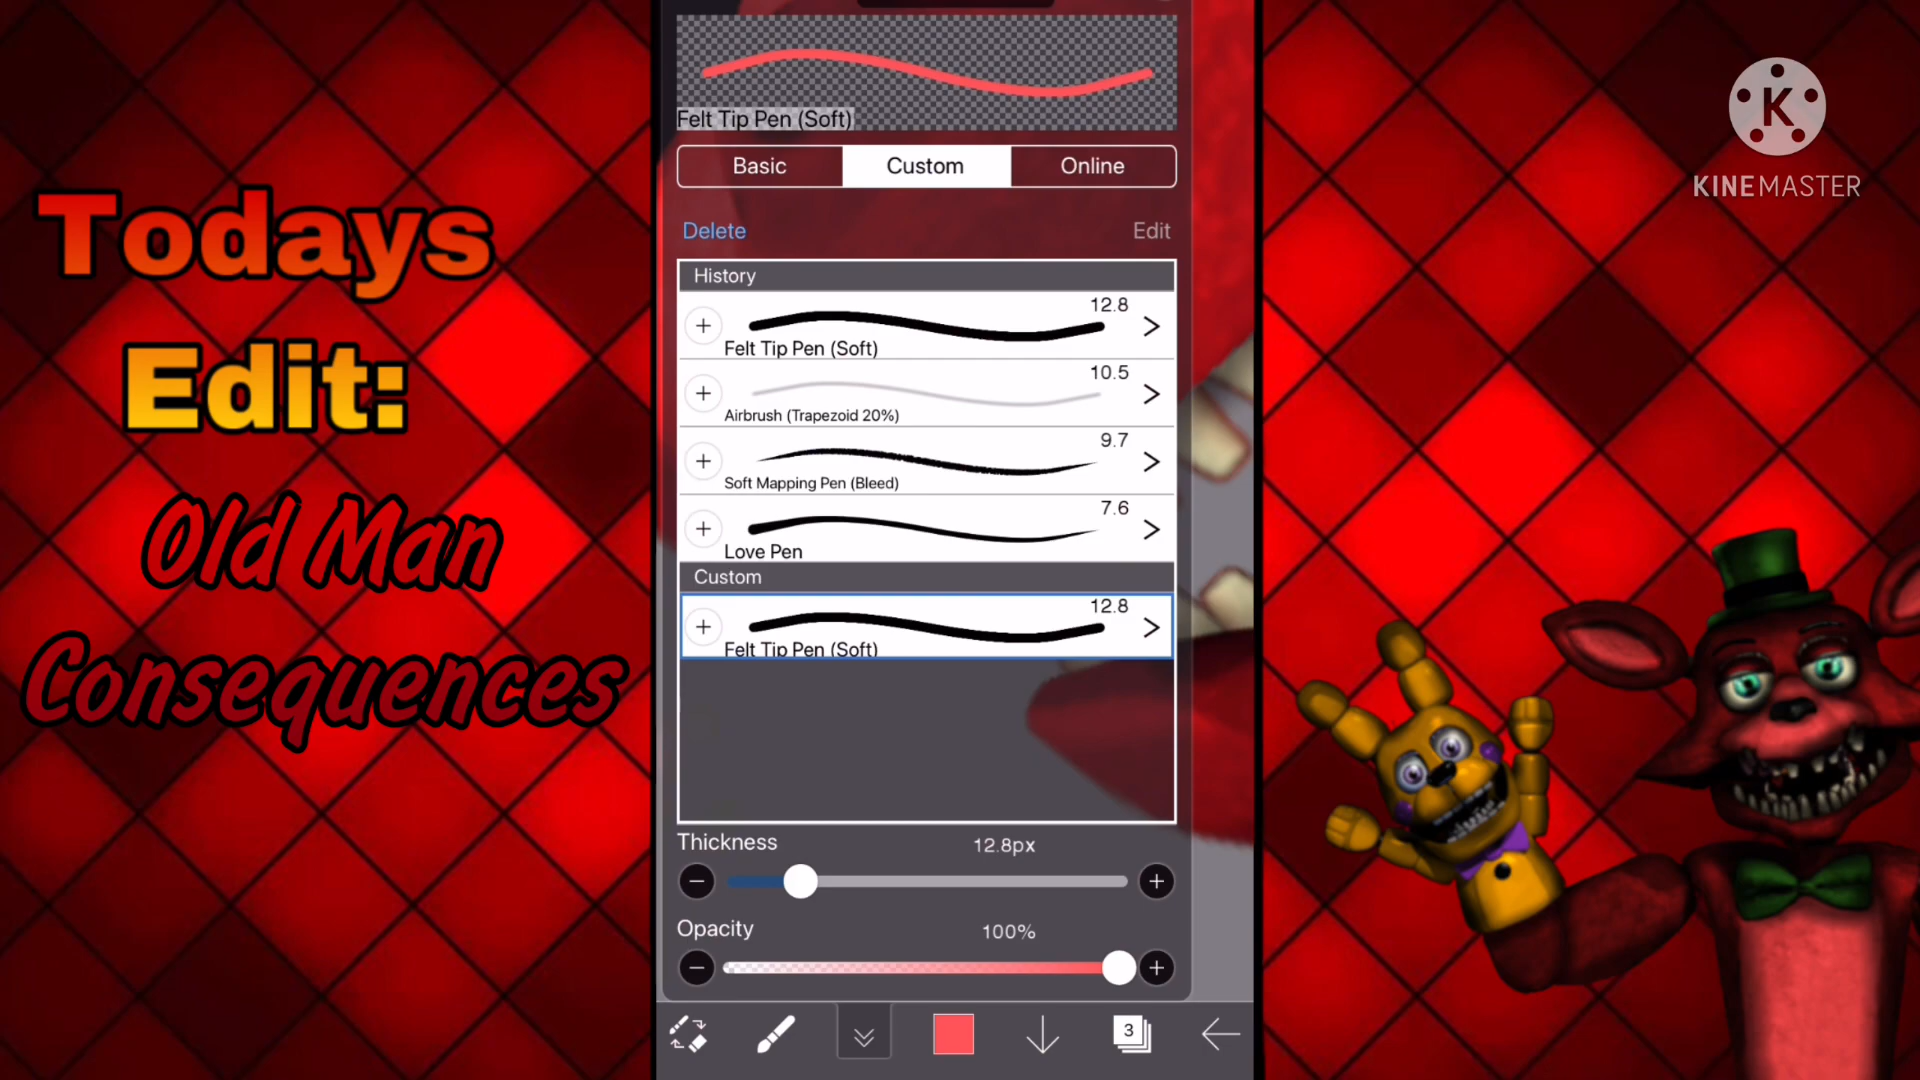 Todays
Edit:
Old Man
Consequences
Felt Tip Pen (Soft)
Basic
Custom
Online
Delete
Edit
History
12.8
Felt Tip Pen (Soft)
10.5
Airbrush (Trapezoid 20%)
9.7
Soft Mapping Pen (Bleed)
7.6
Love Pen
Custom
12.8
Felt Tip Pen (Soft)
Thickness
12.8px
Opacity
100%
3
K
KINEMASTER